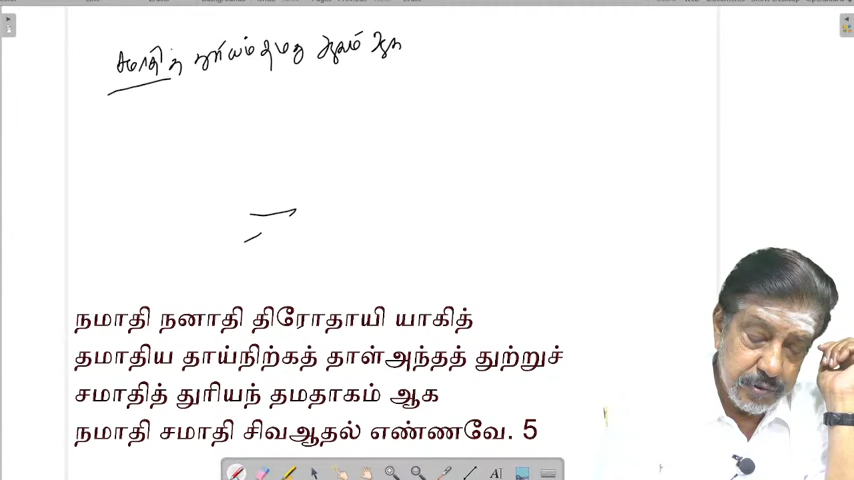 சமாதித் துரியம் தமது ஆகம் ஆக
நமாதி நனாதி திரோதாயி யாகித்
தமாதிய தாய்நிற்கத் தாள்அந்தத் துற்றுச்
சமாதித் துரியந் தமதாகம் ஆக
நமாதி சமாதி சிவஆதல் எண்ணவே. 5